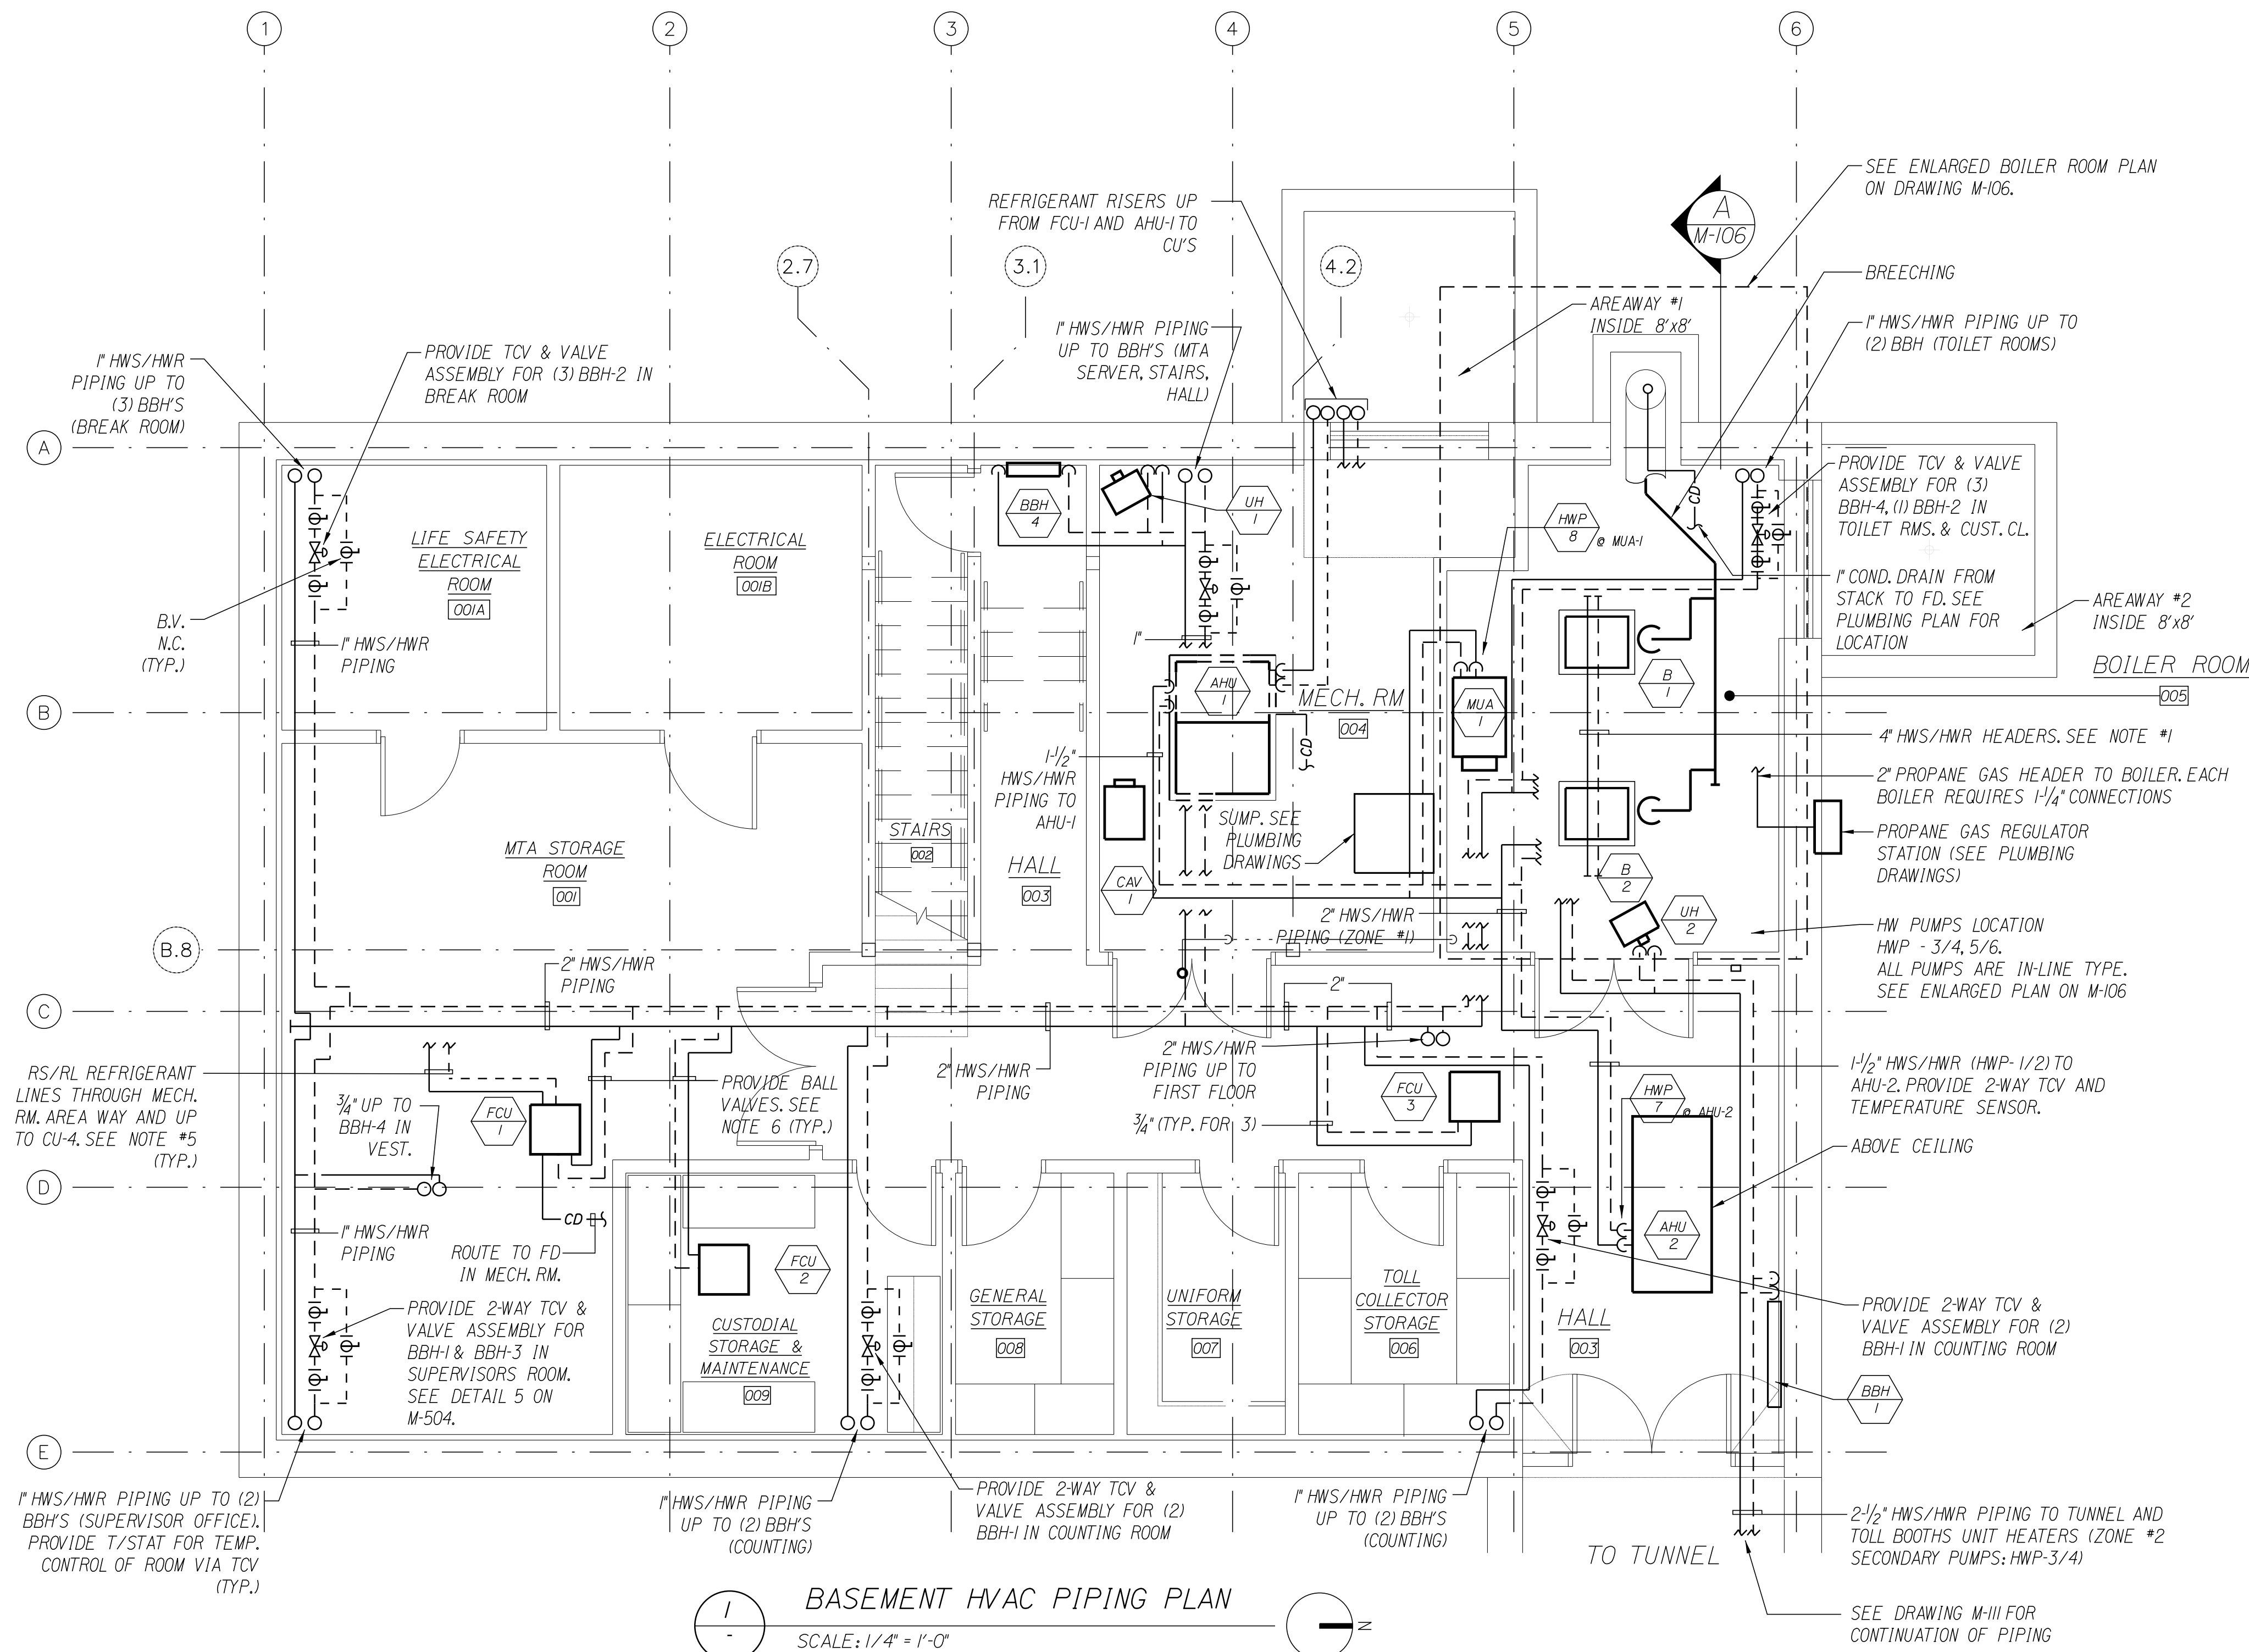 1
2
3
4
5
6
2.7
3.1
4.2
A
B
B.8
C
D
E
SEE ENLARGED BOILER ROOM PLAN
ON DRAWING M-106.
A
M-106
REFRIGERANT RISERS UP
FROM FCU-1 AND AHU-1 TO
CU'S
BREECHING
AREAWAY #1
INSIDE 8'x8'
1" HWS/HWR PIPING UP TO
(2) BBH (TOILET ROOMS)
1" HWS/HWR PIPING
UP TO BBH'S (MTA
SERVER, STAIRS,
HALL)
1" HWS/HWR
PIPING UP TO
(3) BBH'S
(BREAK ROOM)
PROVIDE TCV & VALVE
ASSEMBLY FOR (3) BBH-2 IN
BREAK ROOM
PROVIDE TCV & VALVE
ASSEMBLY FOR (3)
BBH-4, (1) BBH-2 IN
TOILET RMS. & CUST. CL.
1" COND. DRAIN FROM
STACK TO FD. SEE
PLUMBING PLAN FOR
LOCATION
AREAWAY #2
INSIDE 8'x8'
BOILER ROOM
005
LIFE SAFETY
ELECTRICAL
ROOM
001A
ELECTRICAL
ROOM
001B
BBH
4
UH
1
HWP
8
@ MUA-1
CD
B.V.
N.C.
(TYP.)
1" HWS/HWR
PIPING
1"
AHU
1
MECH. RM
004
MUA
1
B
1
4" HWS/HWR HEADERS. SEE NOTE #1
2" PROPANE GAS HEADER TO BOILER. EACH
BOILER REQUIRES 1-1/4" CONNECTIONS
PROPANE GAS REGULATOR
STATION (SEE PLUMBING
DRAWINGS)
1-1/2"
HWS/HWR
PIPING TO
AHU-1
CD
SUMP. SEE
PLUMBING
DRAWINGS
MTA STORAGE
ROOM
001
STAIRS
002
HALL
003
CAV
1
B
2
UH
2
HW PUMPS LOCATION
HWP - 3/4, 5/6.
ALL PUMPS ARE IN-LINE TYPE.
SEE ENLARGED PLAN ON M-106
2" HWS/HWR
PIPING (ZONE #1)
2" HWS/HWR
PIPING
2"
RS/RL REFRIGERANT
LINES THROUGH MECH.
RM. AREA WAY AND UP
TO CU-4. SEE NOTE #5
(TYP.)
3/4" UP TO
BBH-4 IN
VEST.
FCU
1
PROVIDE BALL
VALVES. SEE
NOTE 6 (TYP.)
2" HWS/HWR
PIPING
2" HWS/HWR
PIPING UP TO
FIRST FLOOR
3/4" (TYP. FOR 3)
FCU
3
HWP
7
@ AHU-2
1-1/2" HWS/HWR (HWP- 1/2) TO
AHU-2. PROVIDE 2-WAY TCV AND
TEMPERATURE SENSOR.
ABOVE CEILING
1" HWS/HWR
PIPING
CD
ROUTE TO FD
IN MECH. RM.
FCU
2
AHU
2
PROVIDE 2-WAY TCV &
VALVE ASSEMBLY FOR
BBH-1 & BBH-3 IN
SUPERVISORS ROOM.
SEE DETAIL 5 ON
M-504.
CUSTODIAL
STORAGE &
MAINTENANCE
009
GENERAL
STORAGE
008
UNIFORM
STORAGE
007
TOLL
COLLECTOR
STORAGE
006
HALL
003
PROVIDE 2-WAY TCV &
VALVE ASSEMBLY FOR (2)
BBH-1 IN COUNTING ROOM
BBH
1
1" HWS/HWR PIPING UP TO (2)
BBH'S (SUPERVISOR OFFICE).
PROVIDE T/STAT FOR TEMP.
CONTROL OF ROOM VIA TCV
(TYP.)
1" HWS/HWR PIPING
UP TO (2) BBH'S
(COUNTING)
PROVIDE 2-WAY TCV &
VALVE ASSEMBLY FOR (2)
BBH-1 IN COUNTING ROOM
1" HWS/HWR PIPING
UP TO (2) BBH'S
(COUNTING)
TO TUNNEL
2-1/2" HWS/HWR PIPING TO TUNNEL AND
TOLL BOOTHS UNIT HEATERS (ZONE #2
SECONDARY PUMPS: HWP-3/4)
SEE DRAWING M-111 FOR
CONTINUATION OF PIPING
1
-
BASEMENT HVAC PIPING PLAN
SCALE: 1/4" = 1'-0"
N